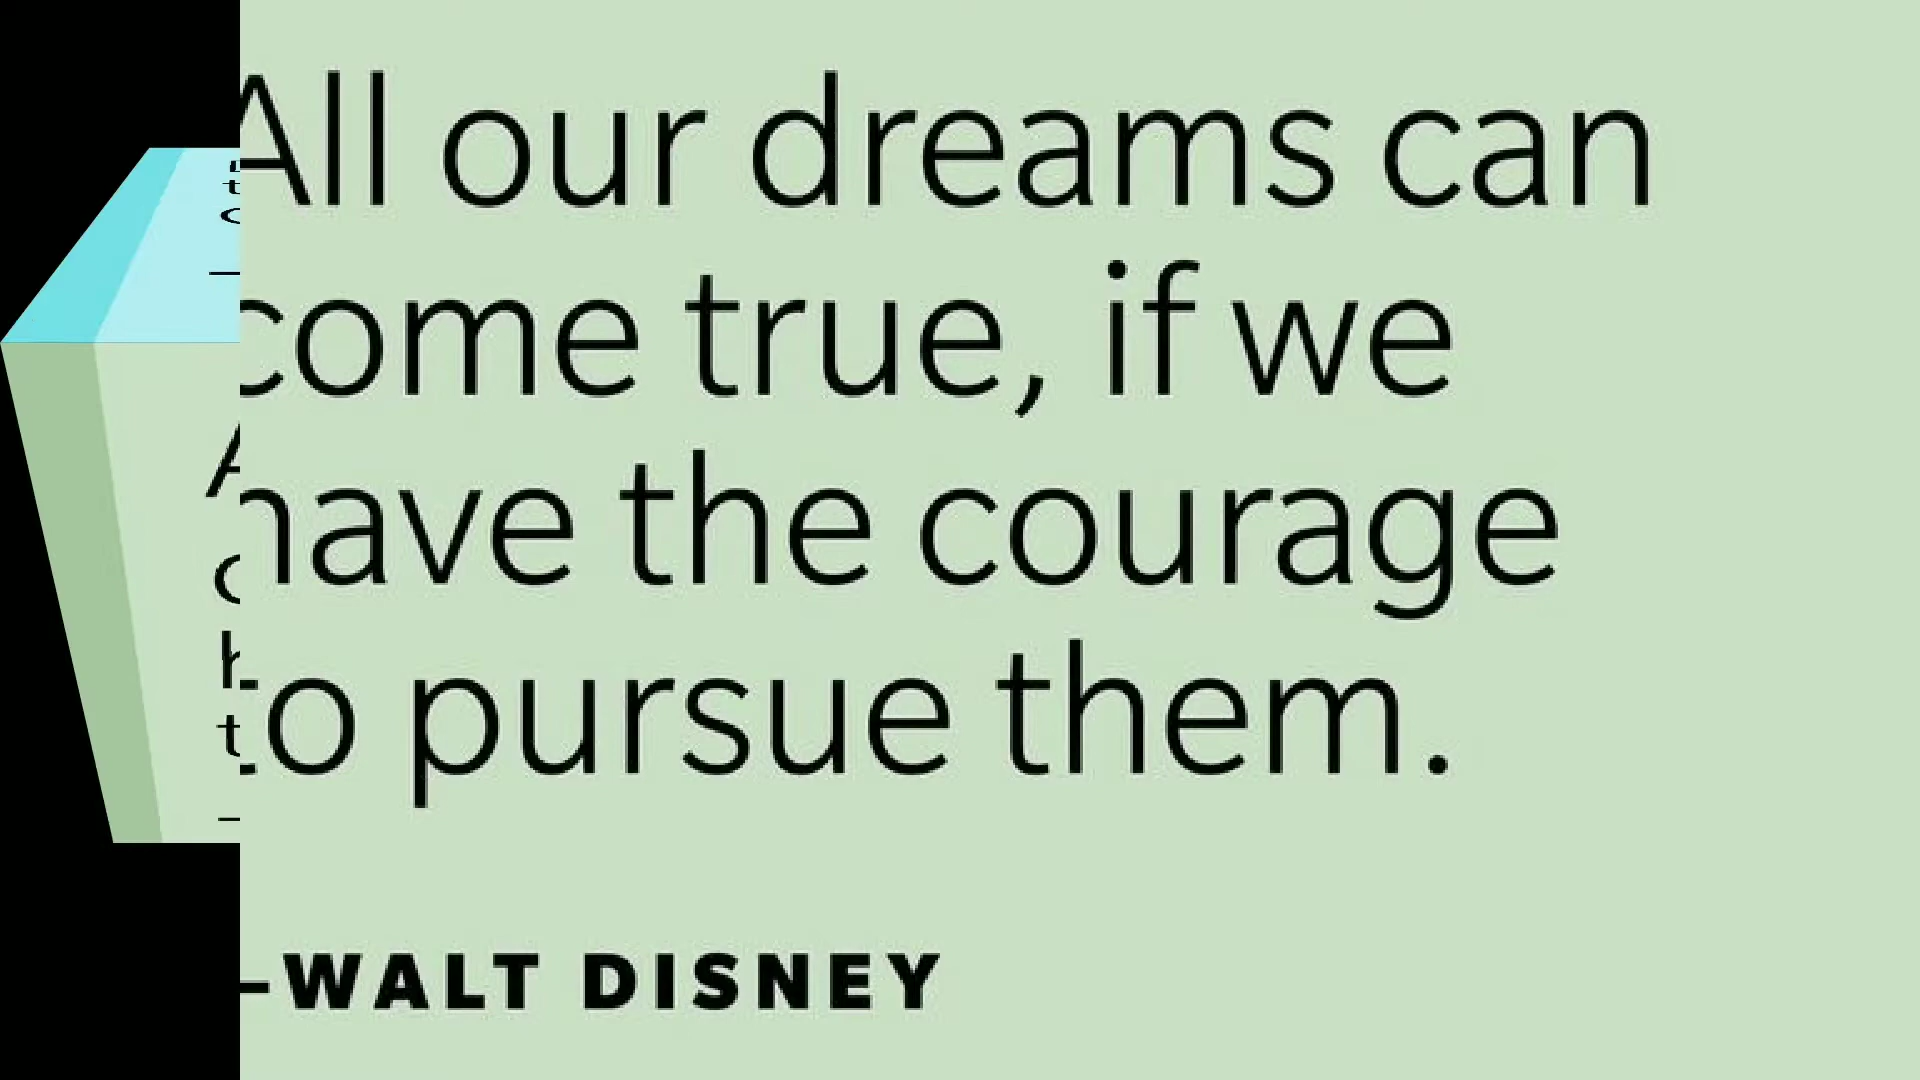 All our dreams can
come true, if we
have the courage
to pursue them.
–WALT DISNEY